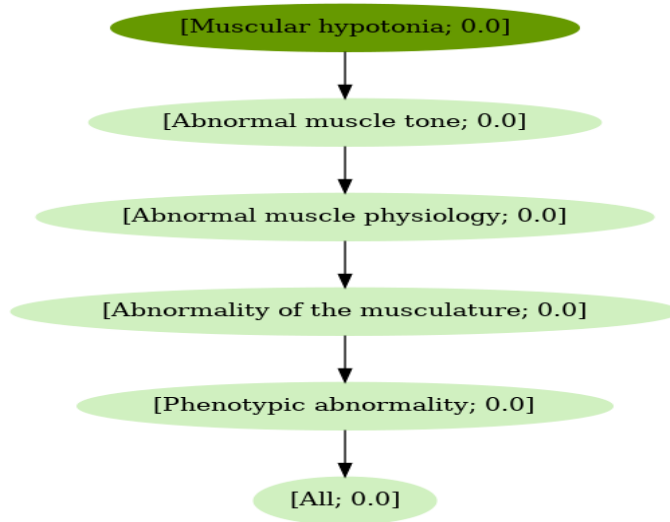 [Muscular hypotonia; 0.0]
[Abnormal muscle tone; 0.0]
[Abnormal muscle physiology; 0.0]
[Abnormality of the musculature; 0.0]
[Phenotypic abnormality; 0.0]
[All; 0.0]